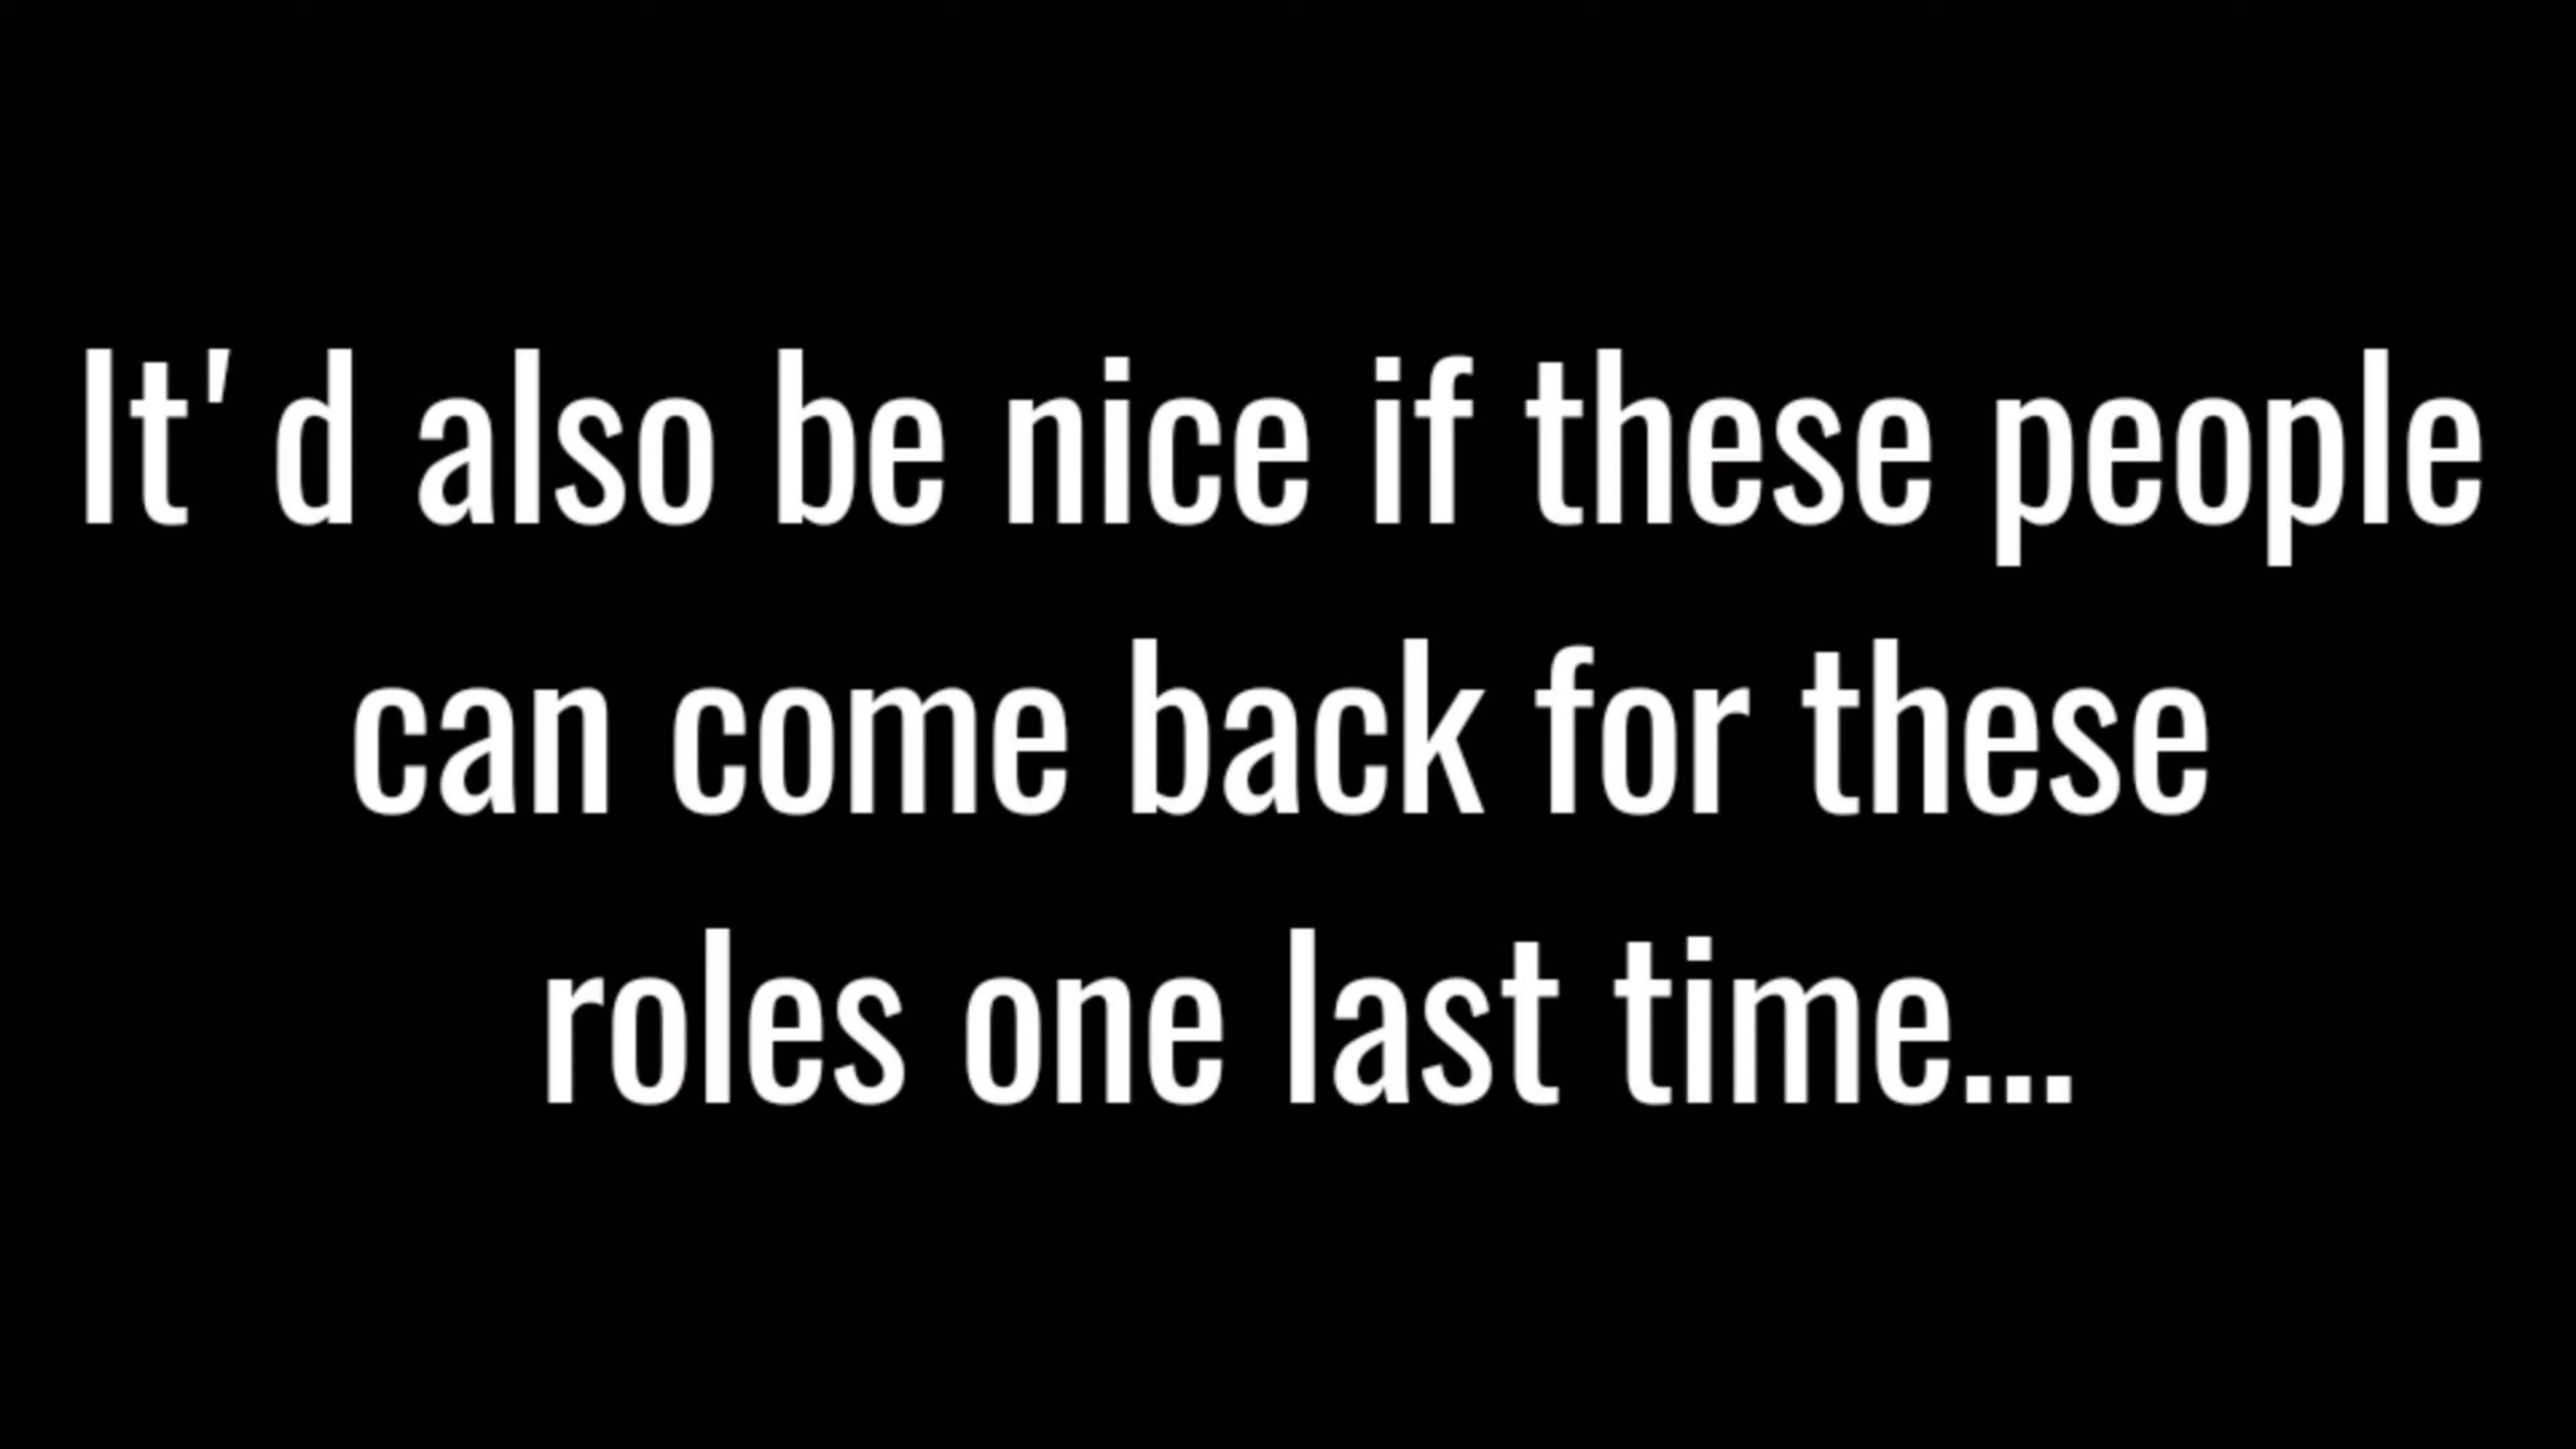 It'd also be nice if these people
can come back for these
roles one last time...